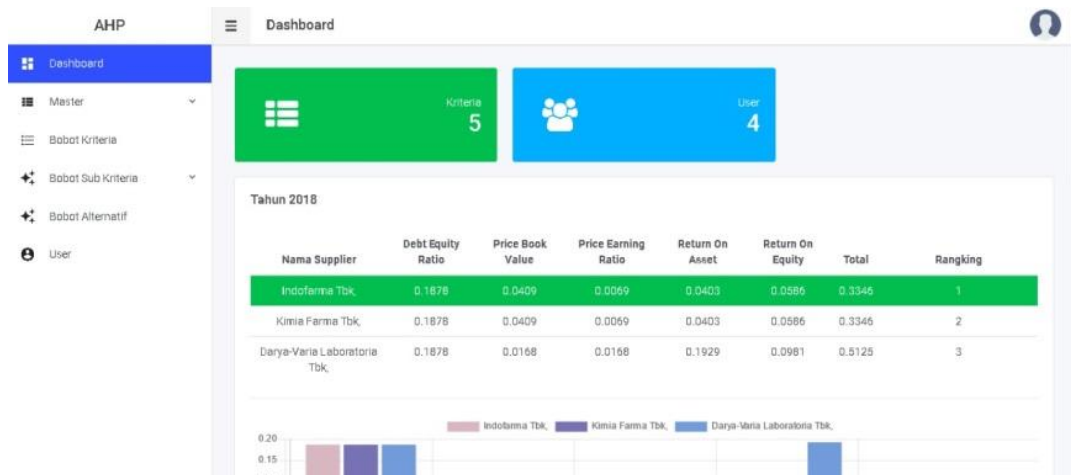 AHP
Dashboard
Dashboard
Master
Bobot Kriteria
Bobot Sub Kriteria
Bobot Alternatif
User
Kriteria
5
User
4
Tahun 2018
Nama Supplier Debt Equity Ratio Price Book Value Price Earning Ratio Return On Asset Return On Equity Total Rangking
Indofarma Tbk, 0.1878 0.0409 0.0069 0.0403 0.0586 0.3346 1
Kimia Farma Tbk, 0.1878 0.0409 0.0069 0.0403 0.0586 0.3346 2
Darya-Varia Laboratoria Tbk, 0.1878 0.0168 0.0168 0.1929 0.0981 0.5125 3
Indofarma Tbk, Kimia Farma Tbk, Darya-Varia Laboratoria Tbk,
0.20
0.15